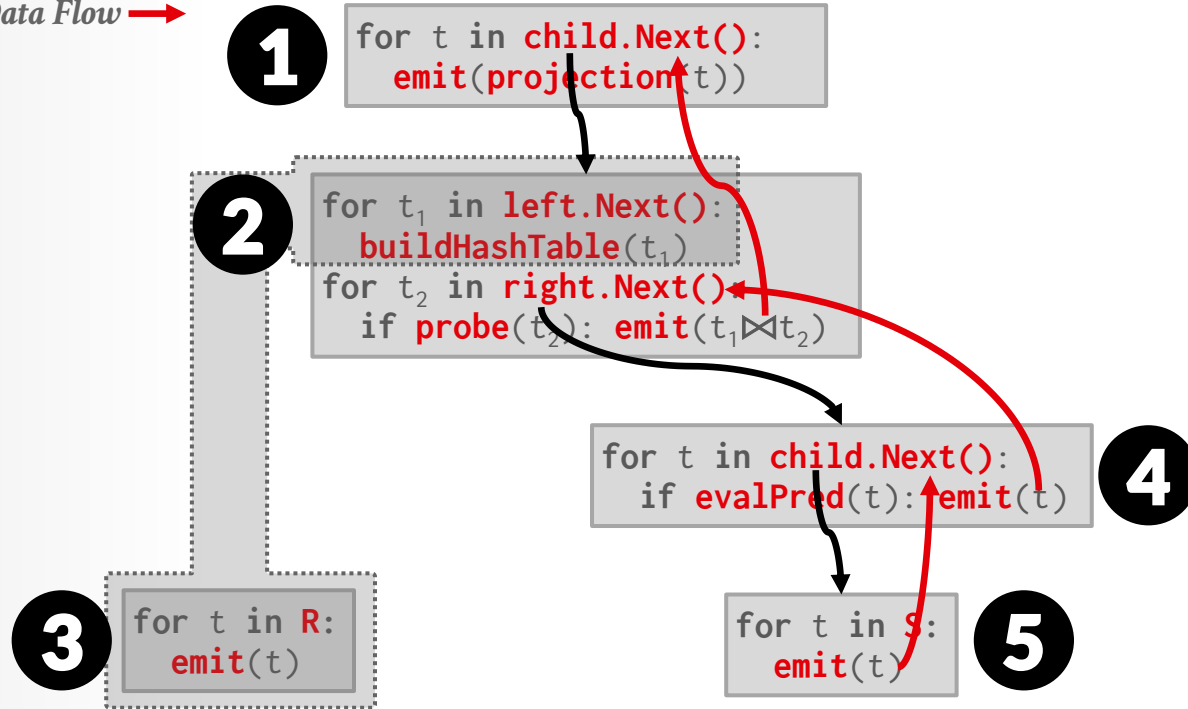 Data Flow
1
for t in child.Next():
emit(projection(t))
2
for t₁ in left.Next():
buildHashTable(t₁)
for t₂ in right.Next():
if probe(t₂): emit(t₁⨝t₂)
for t in child.Next():
if evalPred(t): emit(t)
4
3
for t in R:
emit(t)
for t in S:
emit(t)
5